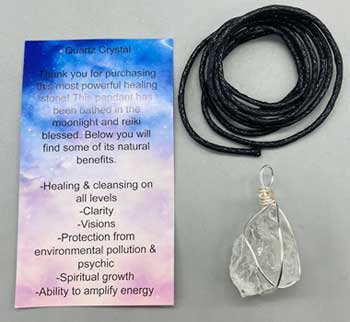 Quartz Crystal
Thank you for purchasing
this most powerful healing
stone! This pendant has
been bathed in the
moonlight and reiki
blessed. Below you will
find some of its natural
benefits.
-Healing & cleansing on
all levels
-Clarity
-Visions
-Protection from
environmental pollution &
psychic
-Spiritual growth
-Ability to amplify energy